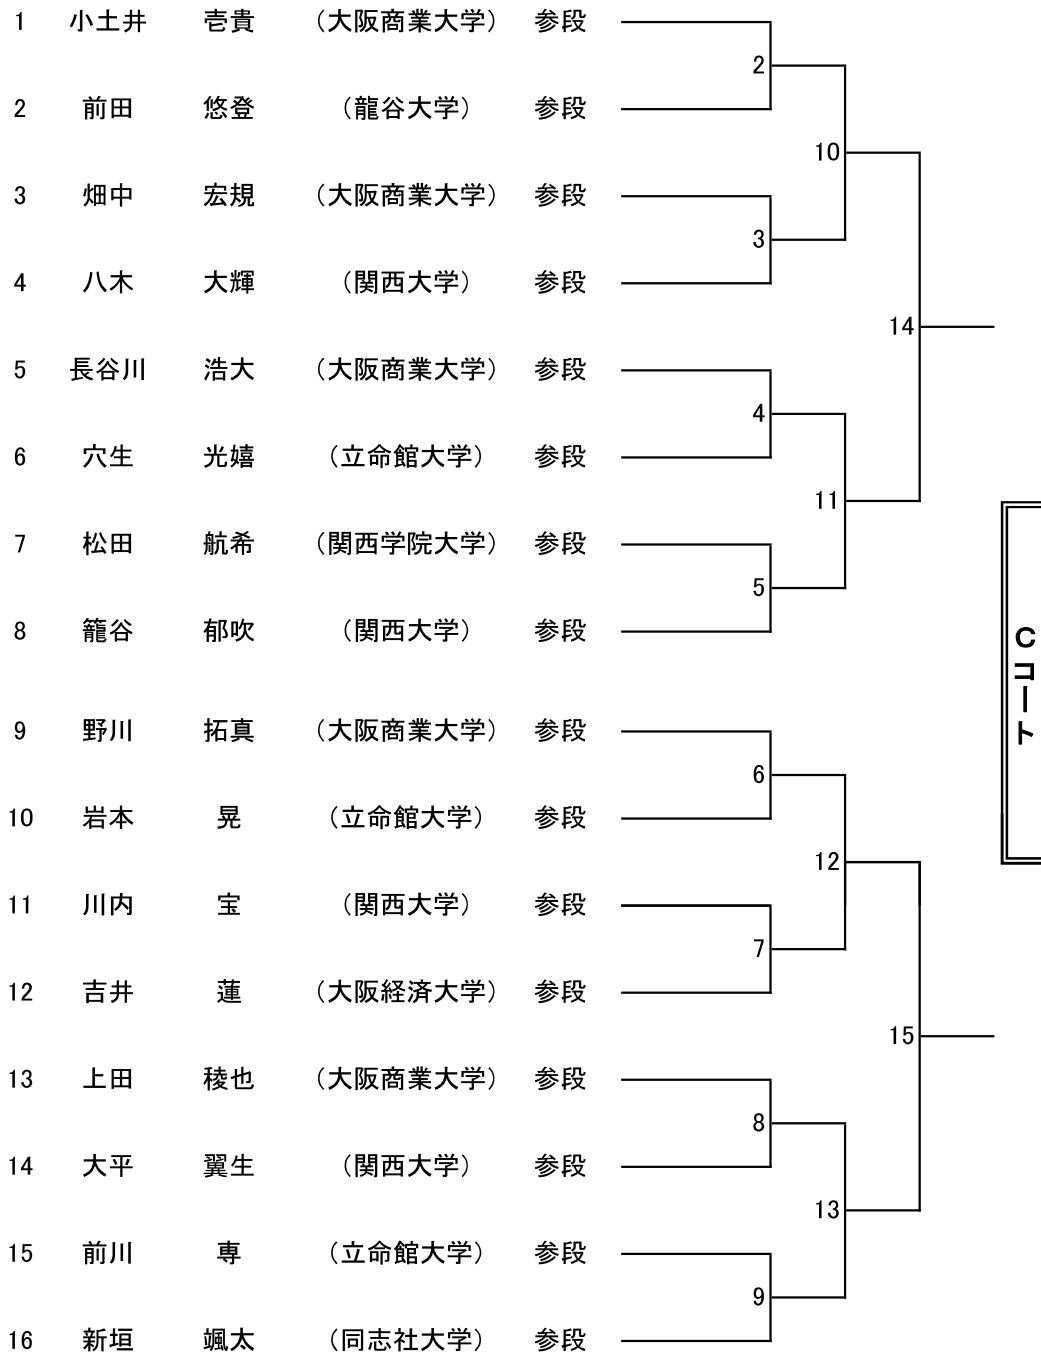 1 小土井 壱貴 （大阪商業大学） 参段
2
2 前田 悠登 （龍谷大学） 参段
10
3 畑中 宏規 （大阪商業大学） 参段
3
4 八木 大輝 （関西大学） 参段
14
5 長谷川 浩大 （大阪商業大学） 参段
4
6 穴生 光嬉 （立命館大学） 参段
11
7 松田 航希 （関西学院大学） 参段
5
8 籠谷 郁吹 （関西大学） 参段
Cコート
9 野川 拓真 （大阪商業大学） 参段
6
10 岩本 晃 （立命館大学） 参段
12
11 川内 宝 （関西大学） 参段
7
12 吉井 蓮 （大阪経済大学） 参段
15
13 上田 稜也 （大阪商業大学） 参段
8
14 大平 翼生 （関西大学） 参段
13
15 前川 専 （立命館大学） 参段
9
16 新垣 颯太 （同志社大学） 参段